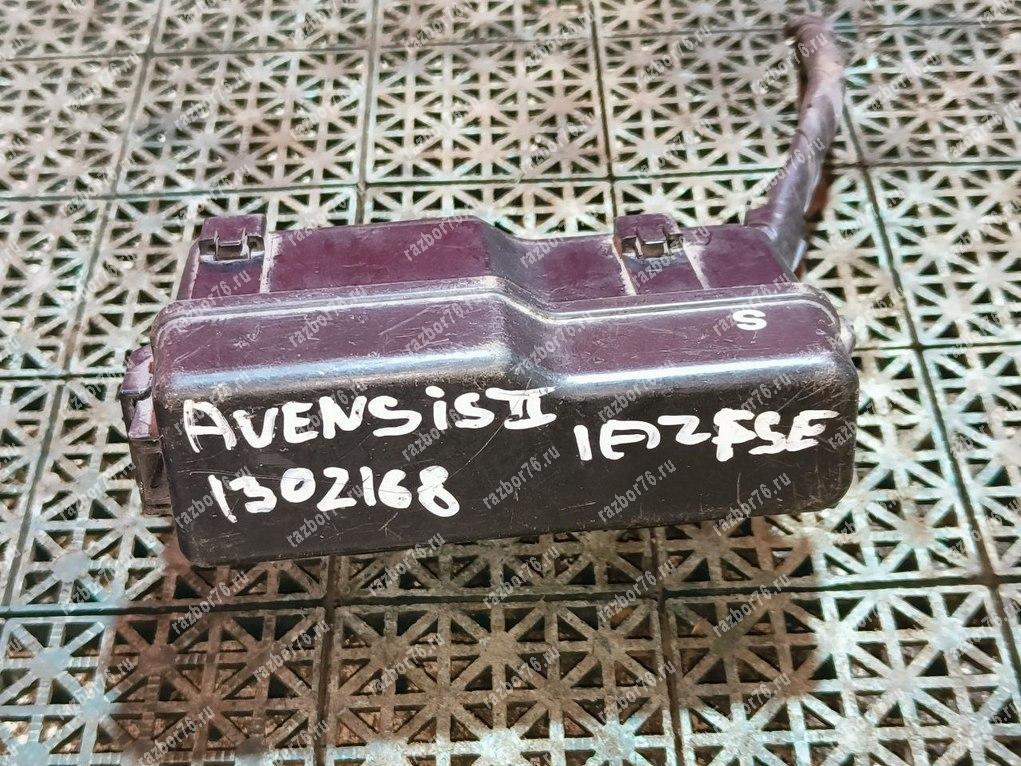 S
AVENSiS II 1AZFSE
1302168
razbor76.ru